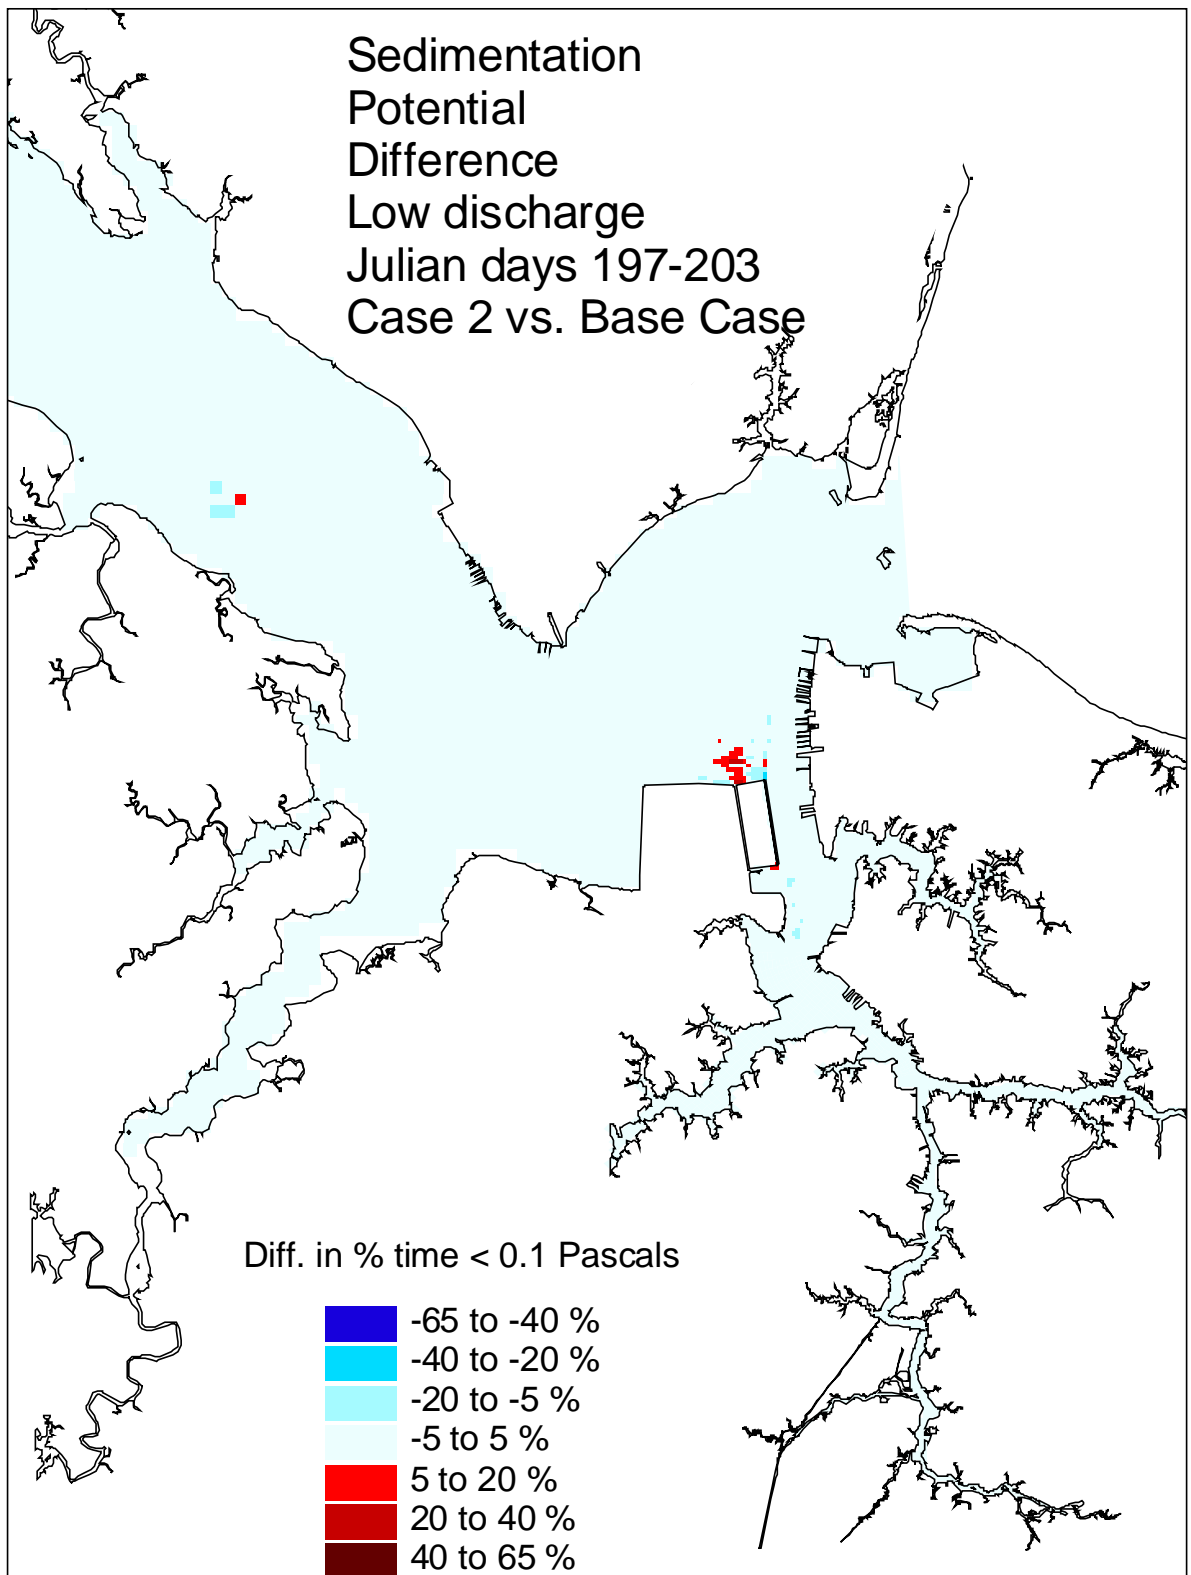 Sedimentation
Potential
Difference
Low discharge
Julian days 197-203
Case 2 vs. Base Case
Diff. in % time < 0.1 Pascals
-65 to -40 %
-40 to -20 %
-20 to -5 %
-5 to 5 %
5 to 20 %
20 to 40 %
40 to 65 %